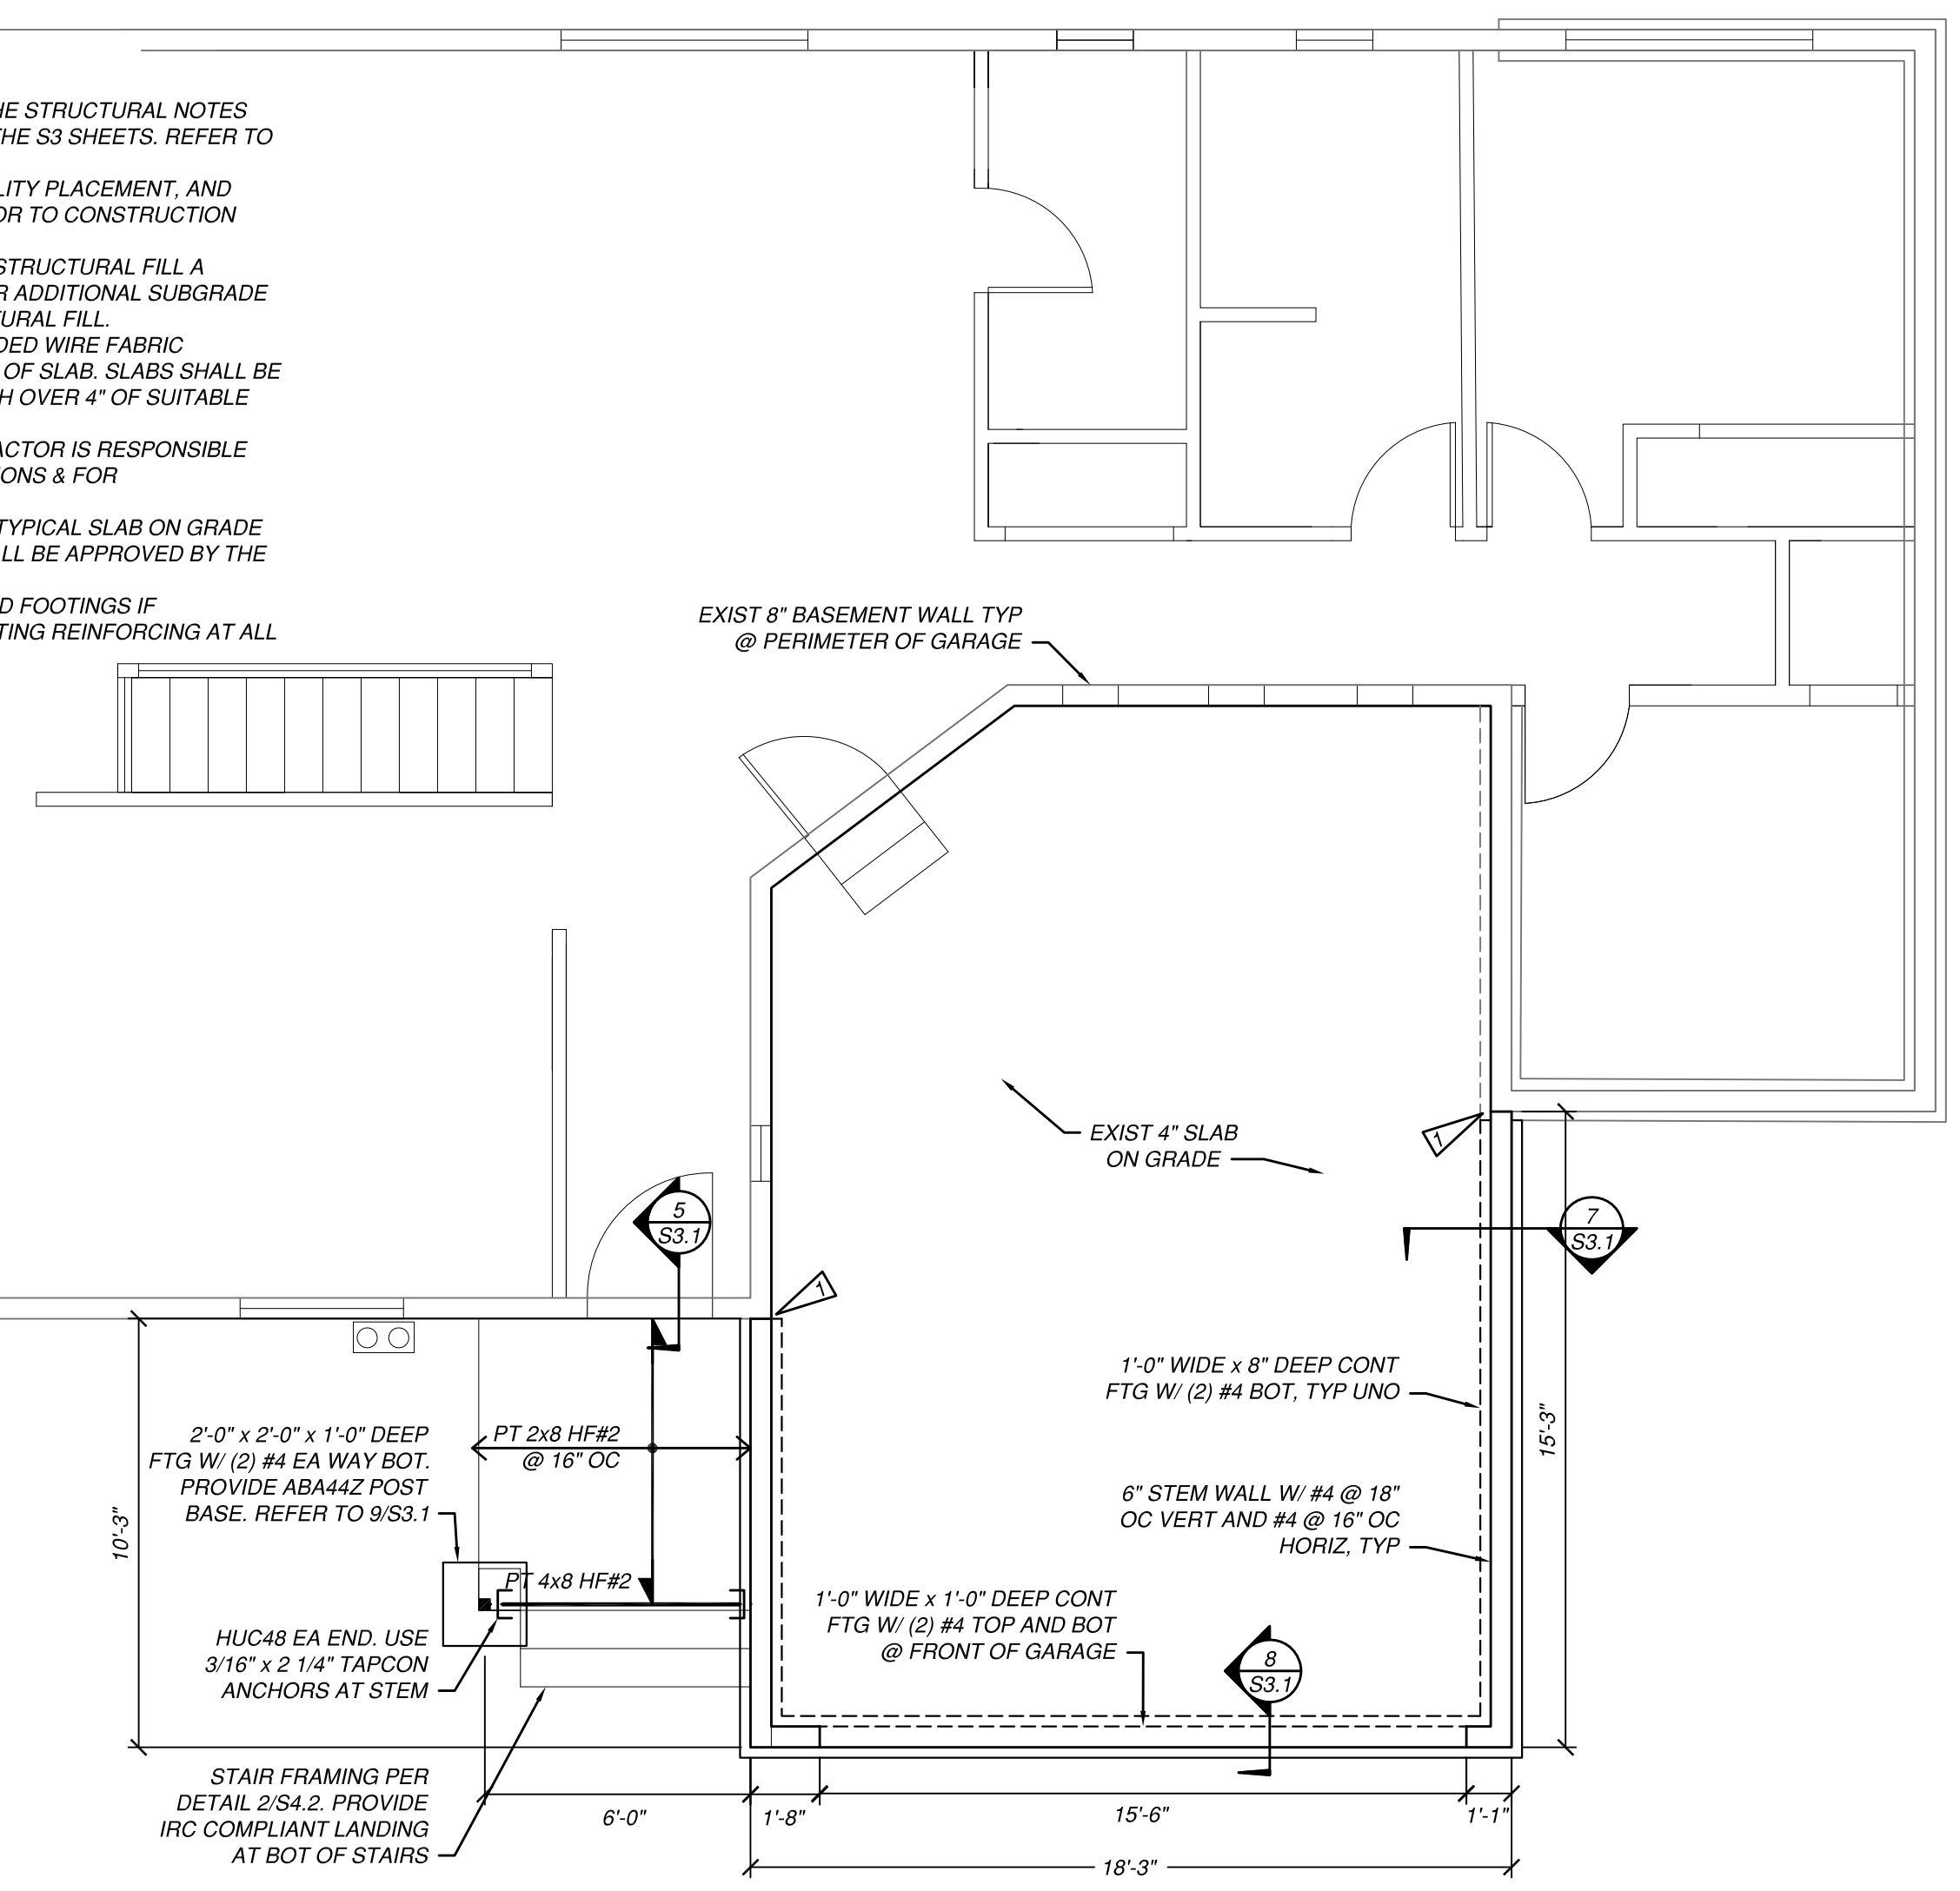 HE STRUCTURAL NOTES
THE S3 SHEETS. REFER TO
LITY PLACEMENT, AND
OR TO CONSTRUCTION
STRUCTURAL FILL A
R ADDITIONAL SUBGRADE
TURAL FILL.
DED WIRE FABRIC
OF SLAB. SLABS SHALL BE
H OVER 4" OF SUITABLE
ACTOR IS RESPONSIBLE
ONS & FOR
TYPICAL SLAB ON GRADE
ALL BE APPROVED BY THE
D FOOTINGS IF
TING REINFORCING AT ALL
EXIST 8" BASEMENT WALL TYP
@ PERIMETER OF GARAGE
EXIST 4" SLAB
ON GRADE
1
5
S3.1
7
S3.1
1
1'-0" WIDE x 8" DEEP CONT
FTG W/ (2) #4 BOT, TYP UNO
15'-3"
2'-0" x 2'-0" x 1'-0" DEEP
FTG W/ (2) #4 EA WAY BOT.
PROVIDE ABA44Z POST
BASE. REFER TO 9/S3.1
PT 2x8 HF#2
@ 16" OC
10'-3"
6" STEM WALL W/ #4 @ 18"
OC VERT AND #4 @ 16" OC
HORIZ, TYP
PT 4x8 HF#2
1'-0" WIDE x 1'-0" DEEP CONT
FTG W/ (2) #4 TOP AND BOT
@ FRONT OF GARAGE
HUC48 EA END. USE
3/16" x 2 1/4" TAPCON
ANCHORS AT STEM
8
S3.1
STAIR FRAMING PER
DETAIL 2/S4.2. PROVIDE
IRC COMPLIANT LANDING
AT BOT OF STAIRS
6'-0"
1'-8"
15'-6"
1'-1"
18'-3"